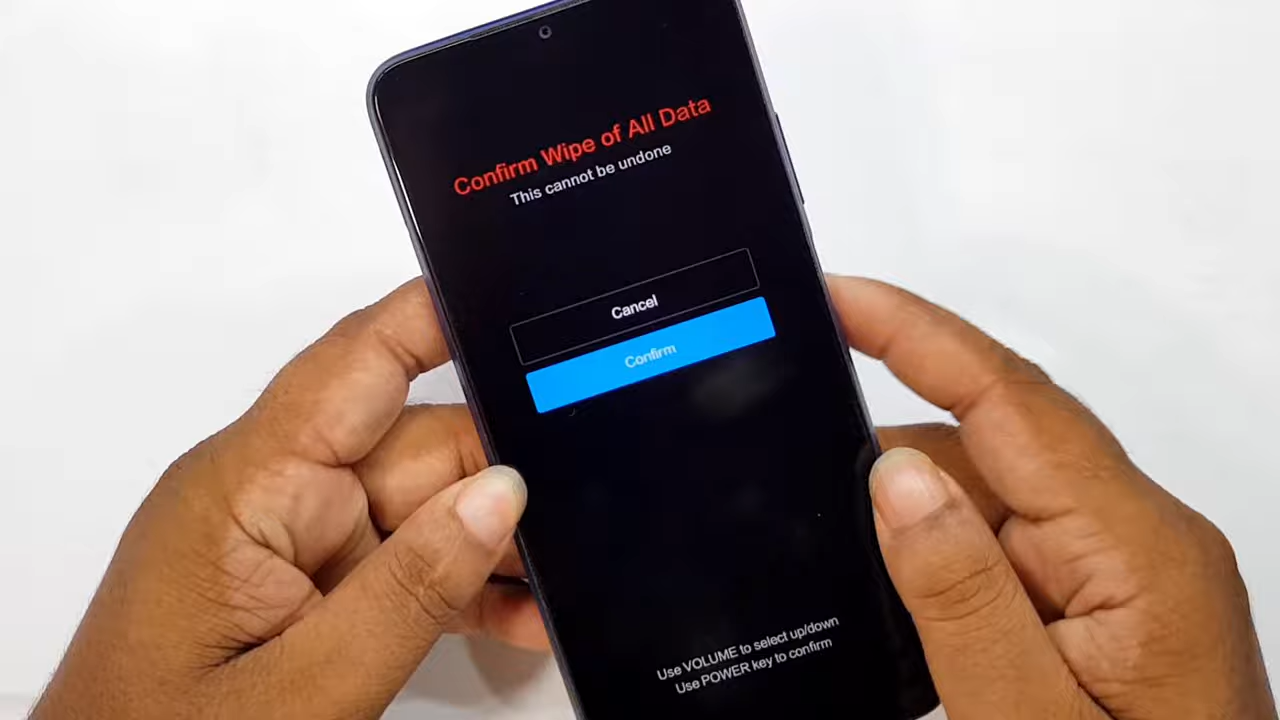 Confirm Wipe of All Data
This cannot be undone
Cancel
Confirm
Use VOLUME to select up/down
Use POWER key to confirm